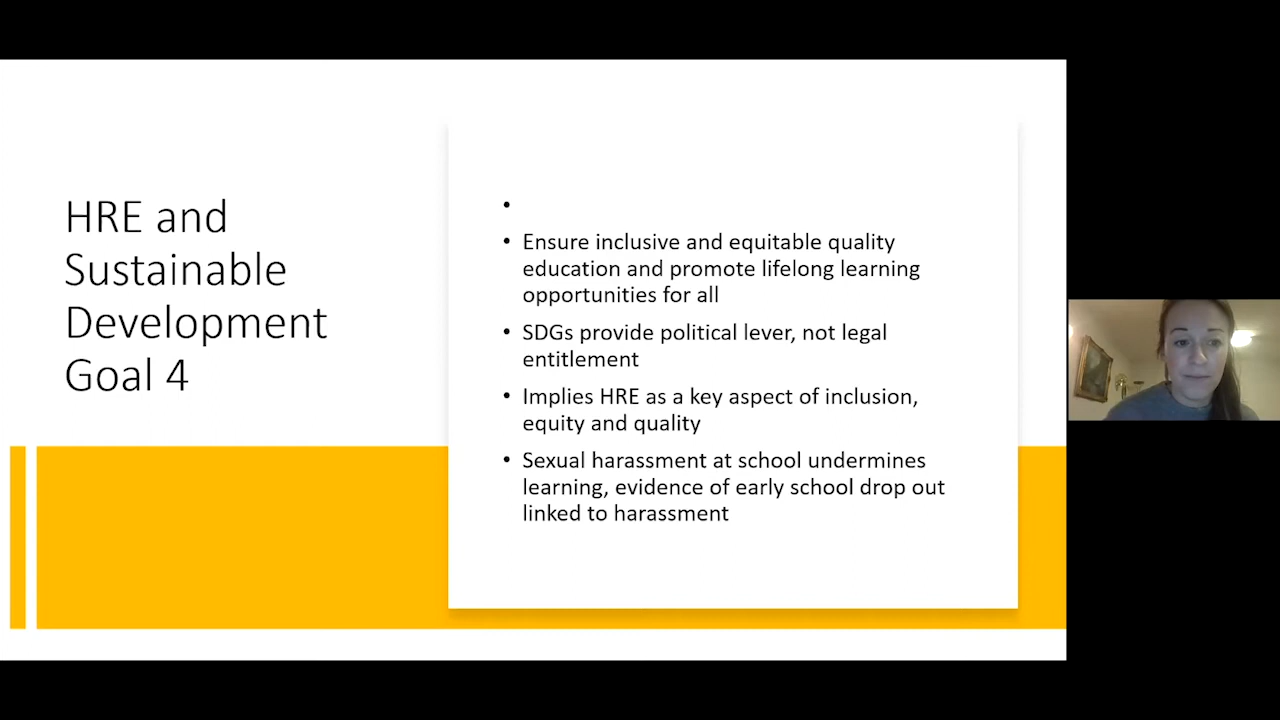 HRE and
Sustainable
Development
Goal 4
•
• Ensure inclusive and equitable quality
education and promote lifelong learning
opportunities for all
• SDGs provide political lever, not legal
entitlement
• Implies HRE as a key aspect of inclusion,
equity and quality
• Sexual harassment at school undermines
learning, evidence of early school drop out
linked to harassment